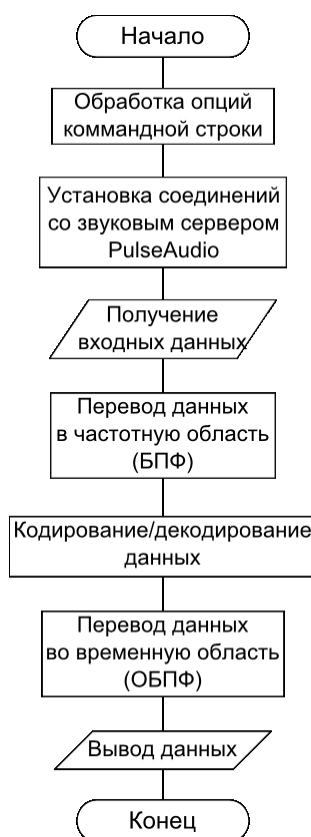 Начало
Обработка опций
коммандной строки
Установка соединений
со звуковым сервером
PulseAudio
Получение
входных данных
Перевод данных
в частотную область
(БПФ)
Кодирование/декодирование
данных
Перевод данных
во временную область
(ОБПФ)
Вывод данных
Конец